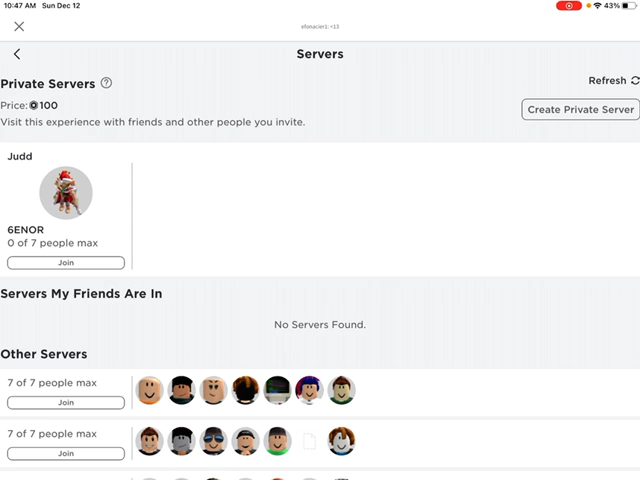 10:47 AM Sun Dec 12
43%
efonacier1: <13
Servers
Private Servers ?
Refresh
Price: 100
Create Private Server
Visit this experience with friends and other people you invite.
Judd
6ENOR
0 of 7 people max
Join
Servers My Friends Are In
No Servers Found.
Other Servers
7 of 7 people max
Join
7 of 7 people max
Join